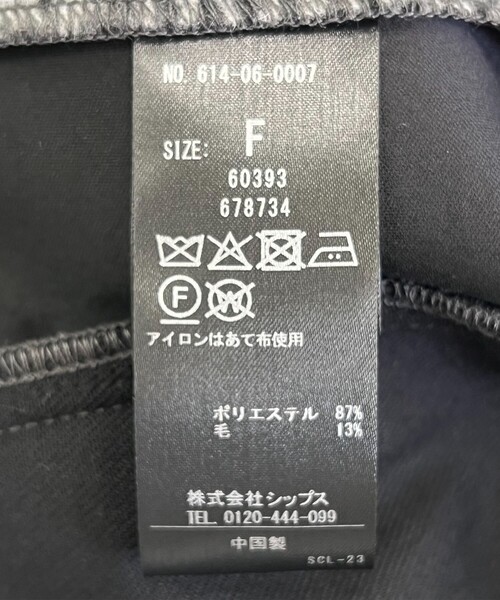 NO. 614-06-0007
SIZE: F
60393
678734
F W
アイロンはあて布使用
ポリエステル 87%
毛 13%
株式会社シップス
TEL. 0120-444-099
中国製
SCL-23